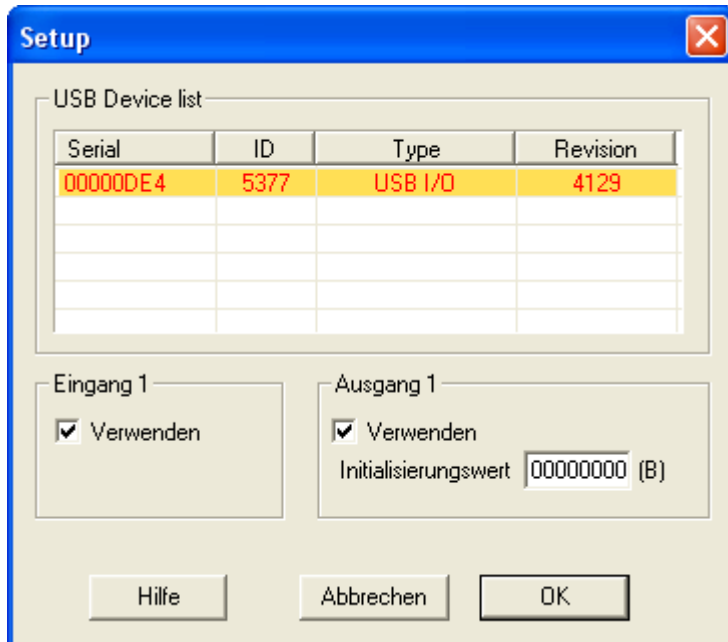 Setup
USB Device list
Serial ID Type Revision
00000DE4 5377 USB I/O 4129
Eingang 1
Verwenden
Ausgang 1
Verwenden
Initialisierungswert 00000000 (B)
Hilfe Abbrechen OK